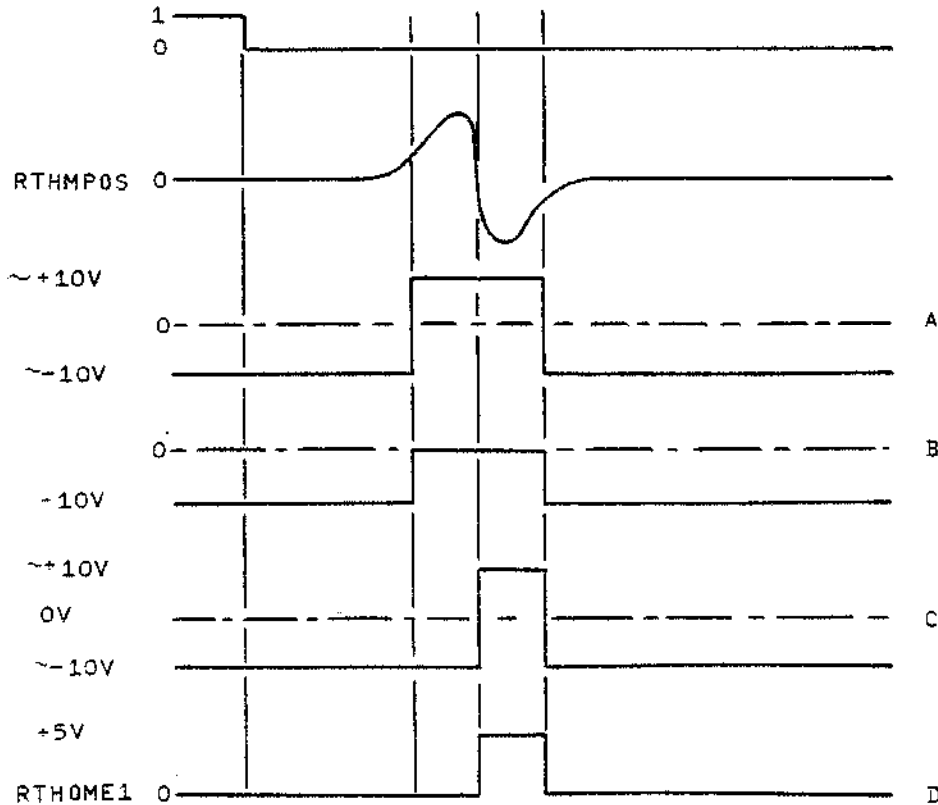 1
0
RTHMPOS 0
~+10V
0 A
~-10V
0 B
-10V
~+10V
0V C
~-10V
+5V
RTHOME1 0 D